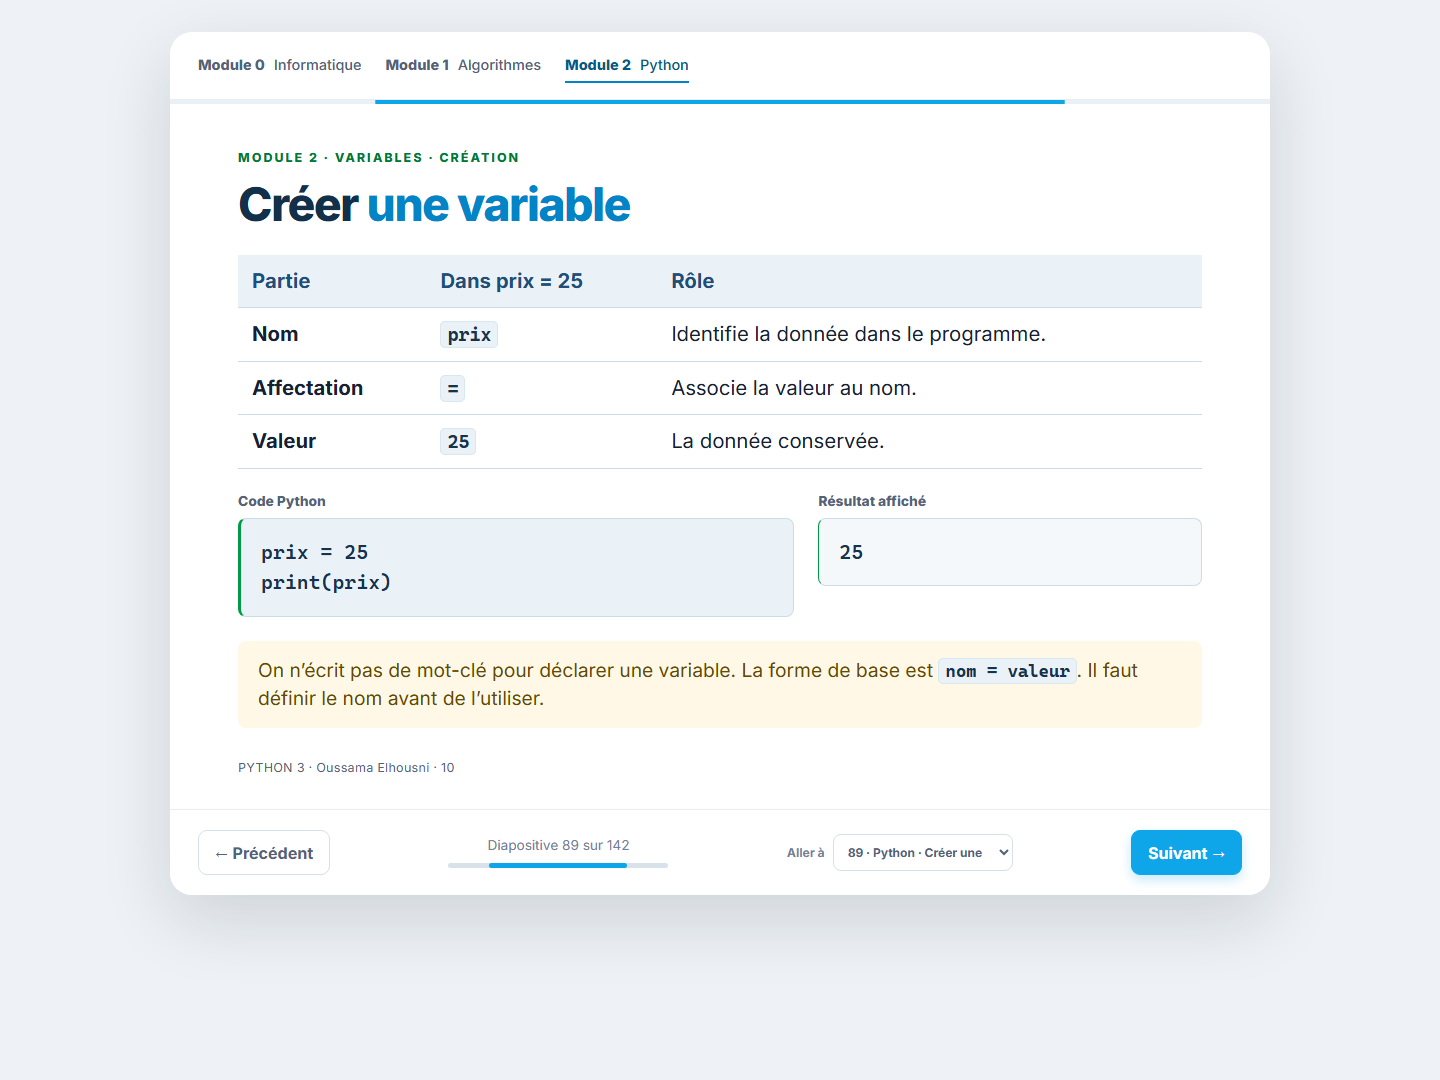 Module 0 Informatique Module 1 Algorithmes Module 2 Python
MODULE 2 · VARIABLES · CRÉATION
Créer une variable
Partie Dans prix = 25 Rôle
Nom prix Identifie la donnée dans le programme.
Affectation = Associe la valeur au nom.
Valeur 25 La donnée conservée.
Code Python Résultat affiché
prix = 25 25
print(prix)
On n’écrit pas de mot-clé pour déclarer une variable. La forme de base est nom = valeur. Il faut
définir le nom avant de l’utiliser.
PYTHON 3 · Oussama Elhousni · 10
← Précédent Diapositive 89 sur 142 Aller à 89 · Python · Créer une Suivant →